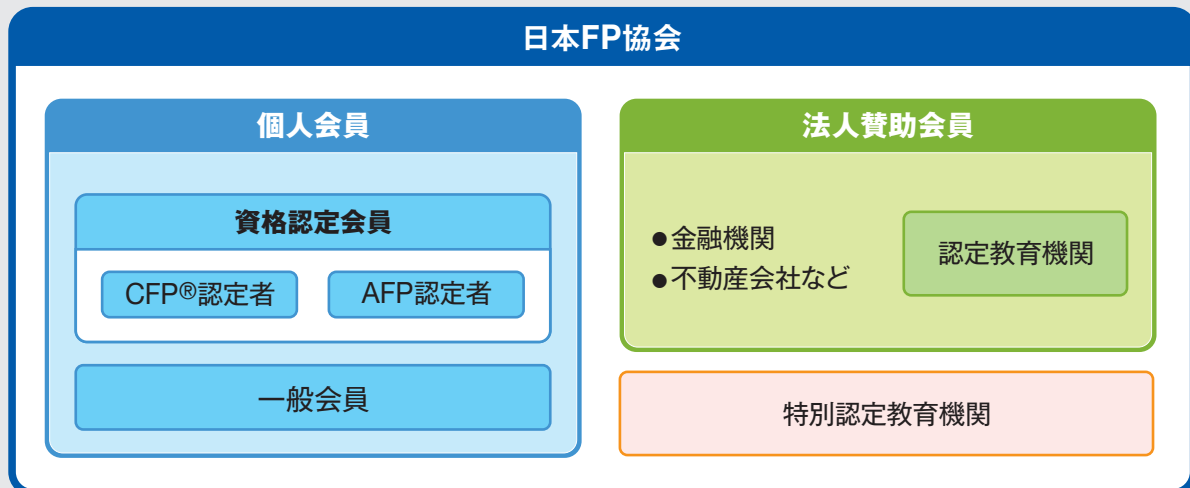 日本FP協会
個人会員
資格認定会員
CFP®認定者
AFP認定者
一般会員
法人賛助会員
●金融機関
●不動産会社など
認定教育機関
特別認定教育機関